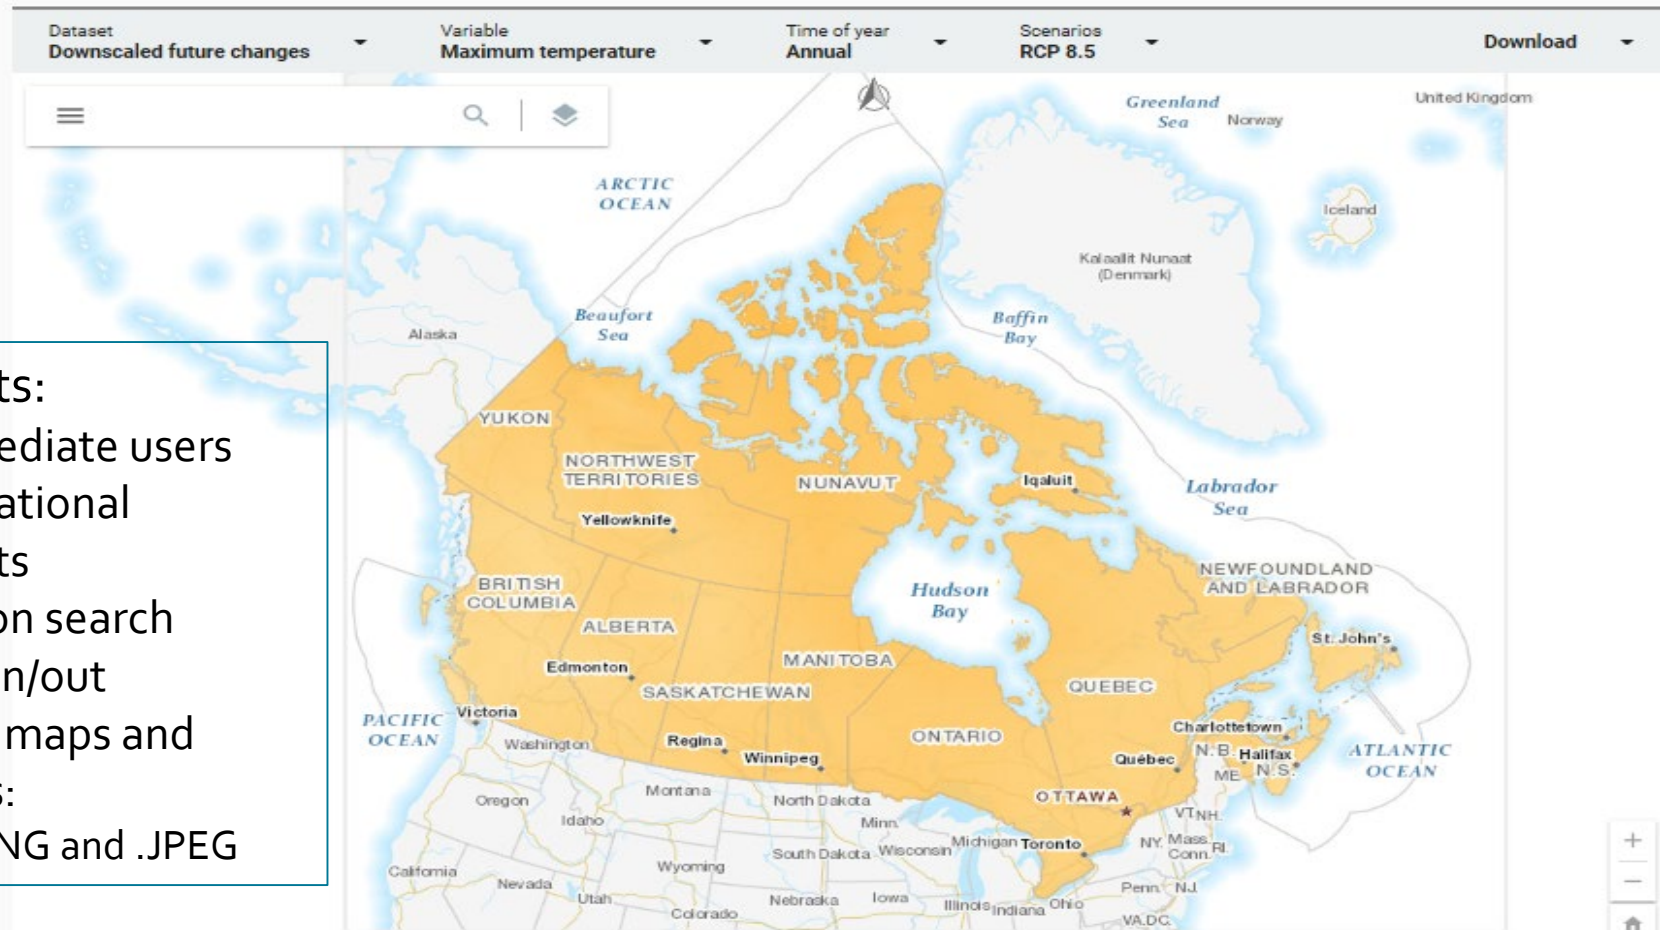 Dataset
Downscaled future changes
Variable
Maximum temperature
Time of year
Annual
Scenarios
RCP 8.5
Download
Greenland
Sea
Norway
United Kingdom
ARCTIC
OCEAN
Iceland
Kalaallit Nunaat
(Denmark)
Beaufort
Sea
Baffin
Bay
Alaska
ts:
ediate users
ational
ts
on search
n/out
maps and
s:
NG and .JPEG
YUKON
NORTHWEST
TERRITORIES
NUNAVUT
Iqaluit
Labrador
Sea
Yellowknife
BRITISH
COLUMBIA
Hudson
Bay
NEWFOUNDLAND
AND LABRADOR
ALBERTA
St. John's
Edmonton
MANITOBA
SASKATCHEWAN
QUEBEC
PACIFIC
OCEAN
Victoria
Charlottetown
Washington
Regina
Winnipeg
ONTARIO
Québec
N.B.
Halifax
ME
N.S.
ATLANTIC
OCEAN
Oregon
Montana
North Dakota
OTTAWA
Idaho
Minn.
VT
NH.
Michigan
Toronto
NY.
Mass.
Conn.
RI.
South Dakota
Wisconsin
California
Wyoming
Nevada
Utah
Colorado
Nebraska
Iowa
Illinois
Indiana
Ohio
Penn.
NJ.
VA.
DC.